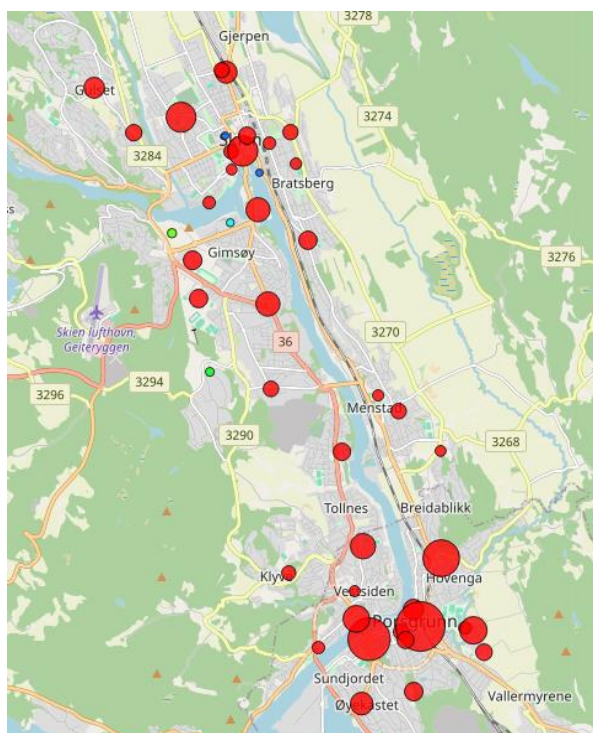 3278
Gjerpen
Gulset
3274
3284
Bratsberg
Gimsøy
3276
Skien lufthavn,
Geiteryggen
36
3270
3294
3296
Menstad
3290
3268
Tollnes
Breidablikk
Klyve
Hovenga
Porsgrunn
Sundjordet
Vallermyrene